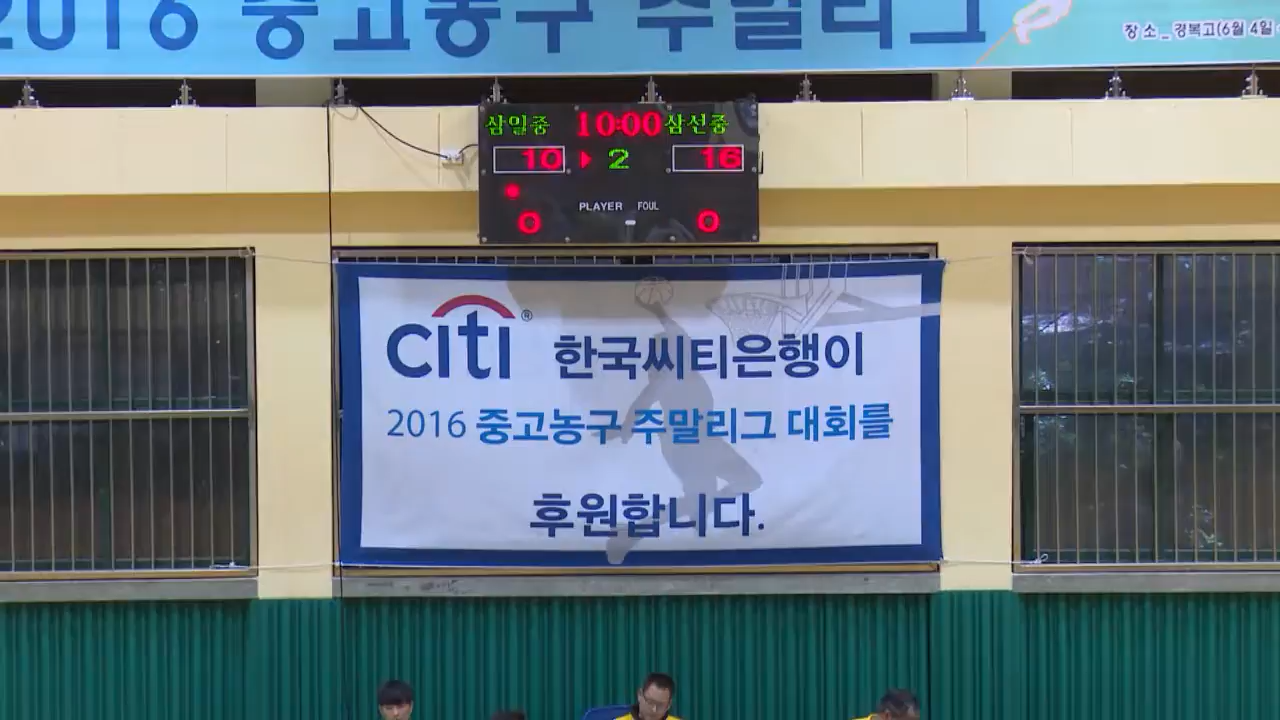 2016 중고농구 주말리그
장소_경복고(6월 4일
삼일중 10:00 삼선중
10 2 16
PLAYER FOUL
0 0
citi® 한국씨티은행이
2016 중고농구 주말리그 대회를
후원합니다.